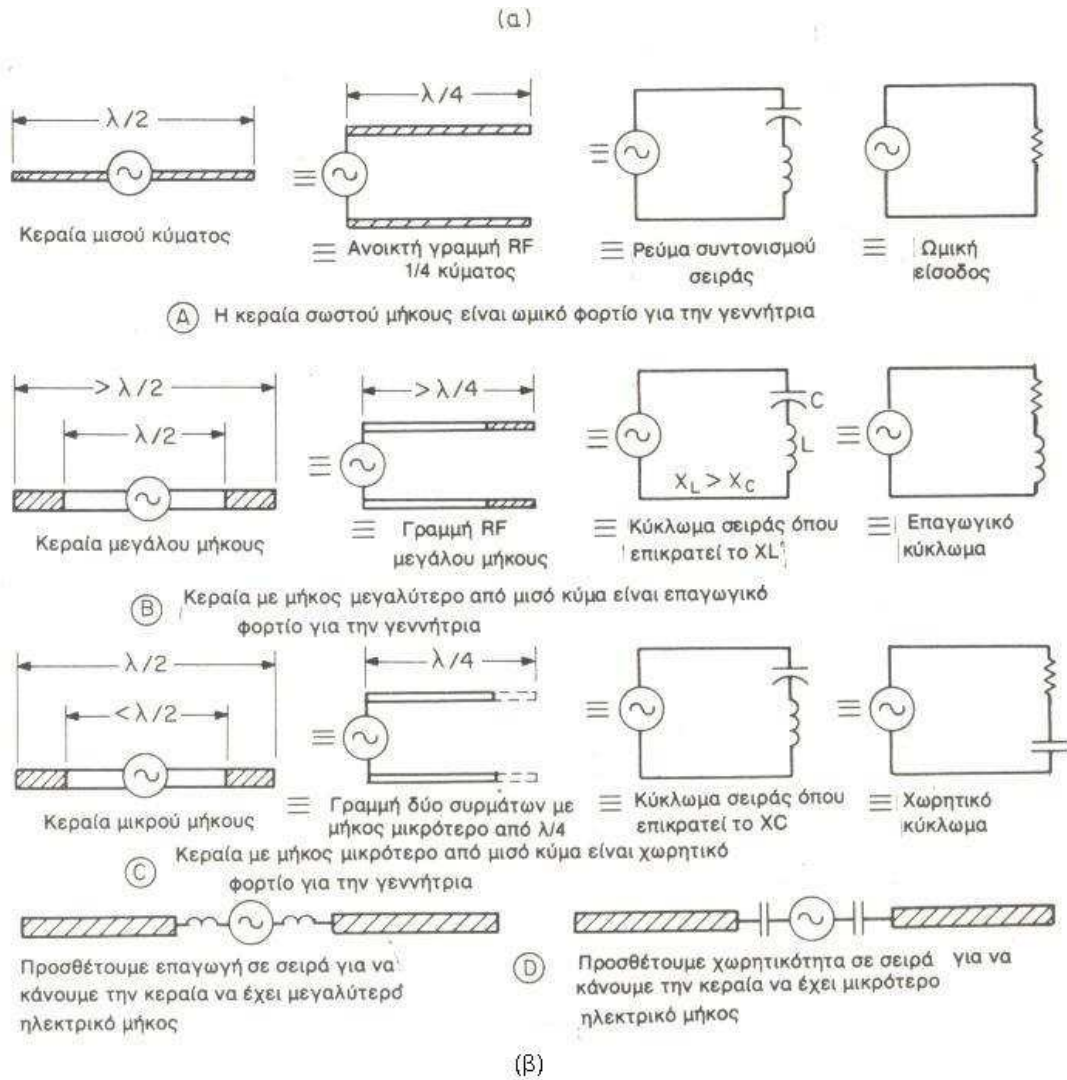 (α)
λ/2
λ/4
Κεραία μισού κύματος
≡ Ανοικτή γραμμή RF
1/4 κύματος
≡ Ρεύμα συντονισμού
σειράς
≡ Ωμική
είσοδος
Ⓐ Η κεραία σωστού μήκους είναι ωμικό φορτίο για την γεννήτρια
> λ/2
λ/2
> λ/4
C
L
XL > XC
Κεραία μεγάλου μήκους
≡ Γραμμή RF
μεγάλου μήκους
≡ Κύκλωμα σειράς όπου
επικρατεί το XL
≡ Επαγωγικό
κύκλωμα
Ⓑ Κεραία με μήκος μεγαλύτερο από μισό κύμα είναι επαγωγικό
φορτίο για την γεννήτρια
λ/2
< λ/2
λ/4
Κεραία μικρού μήκους
≡ Γραμμή δύο συρμάτων με
μήκος μικρότερο από λ/4
≡ Κύκλωμα σειράς όπου
επικρατεί το XC
≡ Χωρητικό
κύκλωμα
Ⓒ Κεραία με μήκος μικρότερο από μισό κύμα είναι χωρητικό
φορτίο για την γεννήτρια
Προσθέτουμε επαγωγή σε σειρά για να
κάνουμε την κεραία να έχει μεγαλύτερο
ηλεκτρικό μήκος
Ⓓ Προσθέτουμε χωρητικότητα σε σειρά για να
κάνουμε την κεραία να έχει μικρότερο
ηλεκτρικό μήκος
(β)